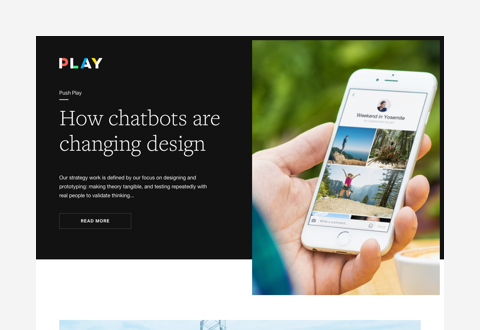 PLAY
Push Play
How chatbots are
changing design
Our strategy work is defined by our focus on designing and
prototyping: making theory tangible, and testing repeatedly with
real people to validate thinking...
READ MORE
Weekend in Yosemite